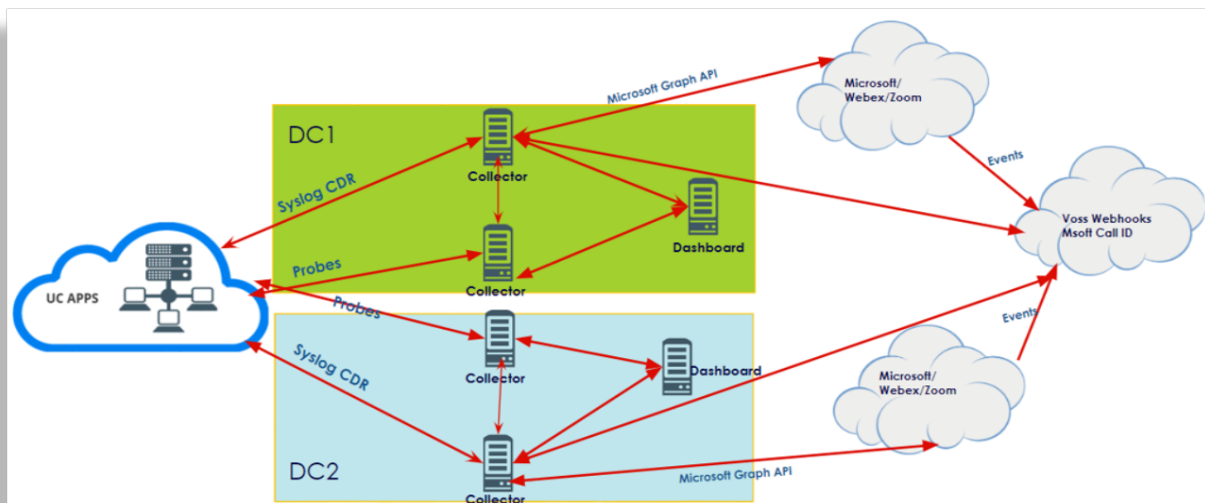 Microsoft Graph API
Microsoft/
Webex/Zoom
DC1
Collector
Syslog CDR
Events
Voss Webhooks
Msoft Call ID
Dashboard
Probes
Collector
UC APPS
Probes
Events
Syslog CDR
Collector
Dashboard
Microsoft/
Webex/Zoom
DC2
Microsoft Graph API
Collector